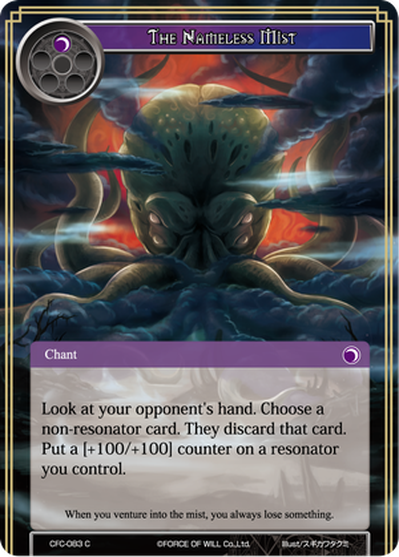 The Nameless Mist
Chant
Look at your opponent's hand. Choose a
non-resonator card. They discard that card.
Put a [+100/+100] counter on a resonator
you control.
When you venture into the mist, you always lose something.
CFC-083 C ©FORCE OF WILL Co.,Ltd. Illust/スギカワタクミ